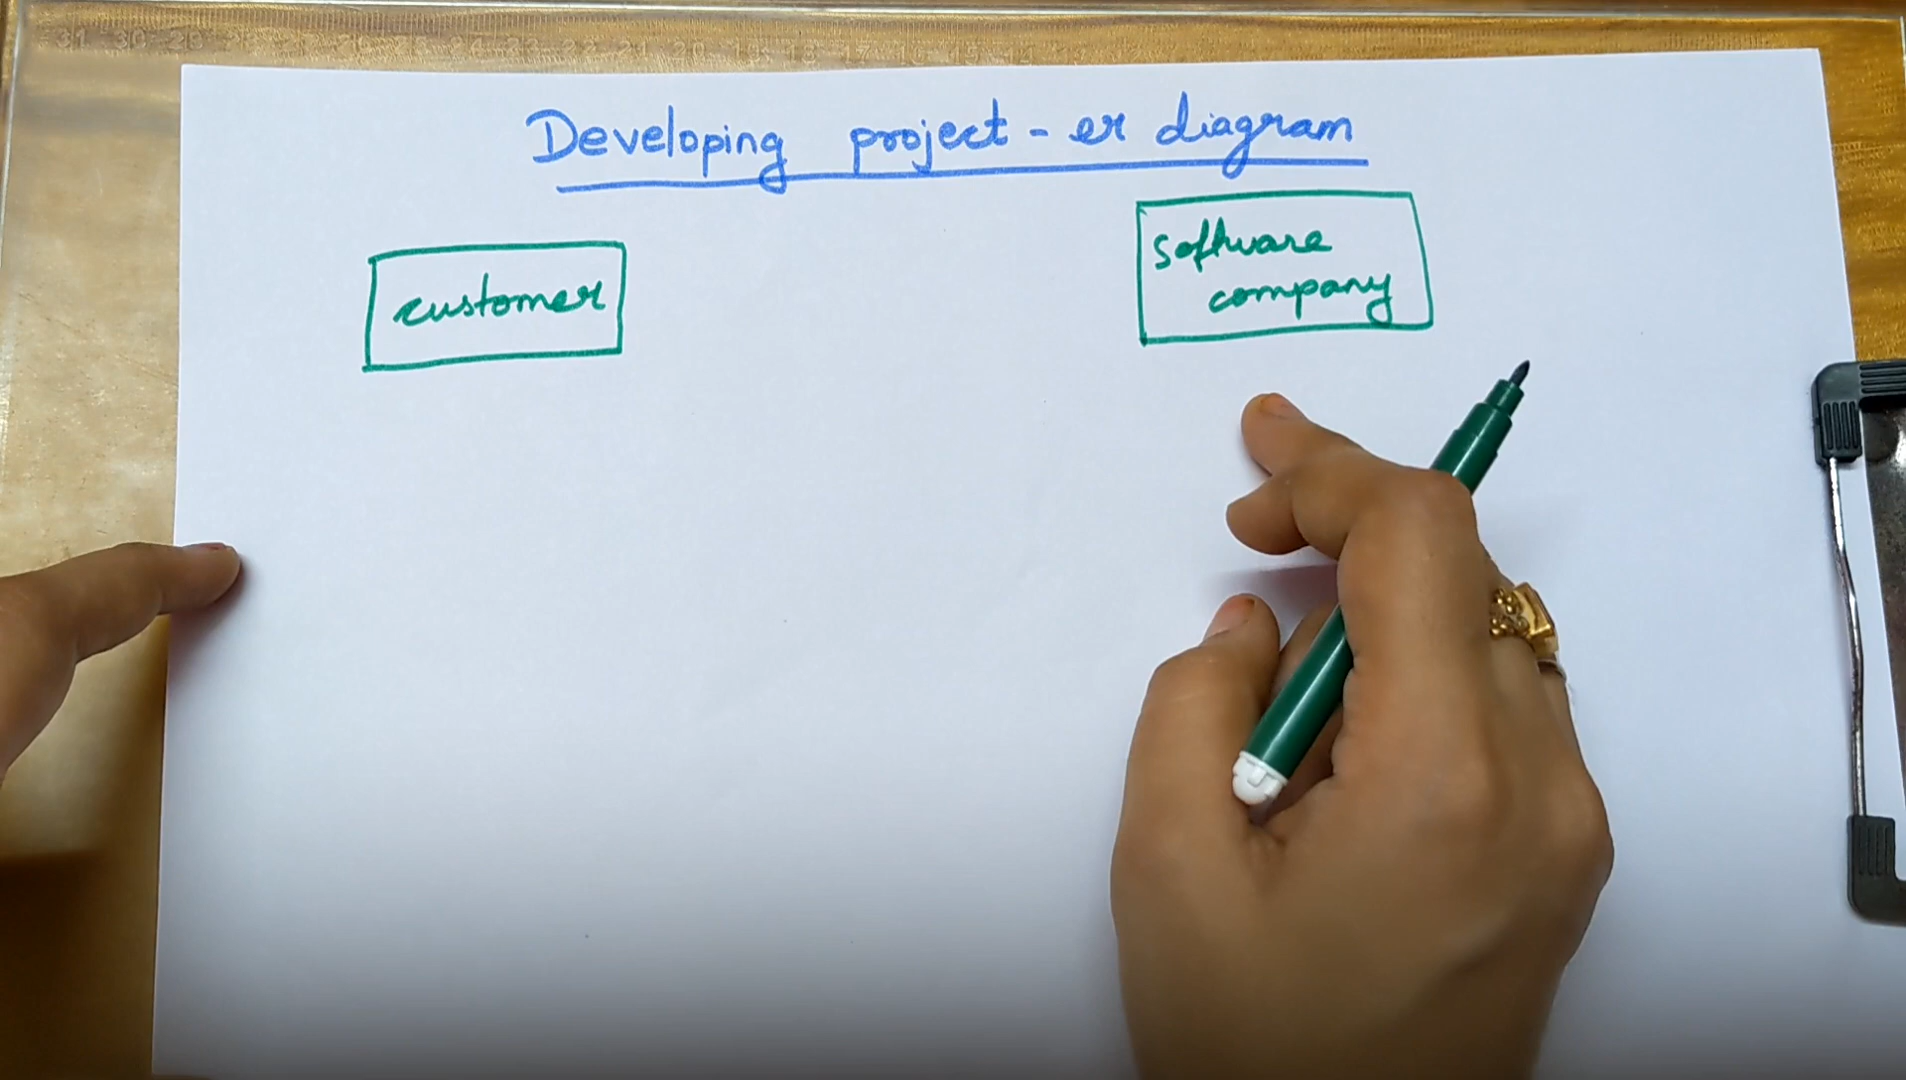 Developing project - er diagram
customer
Software
company